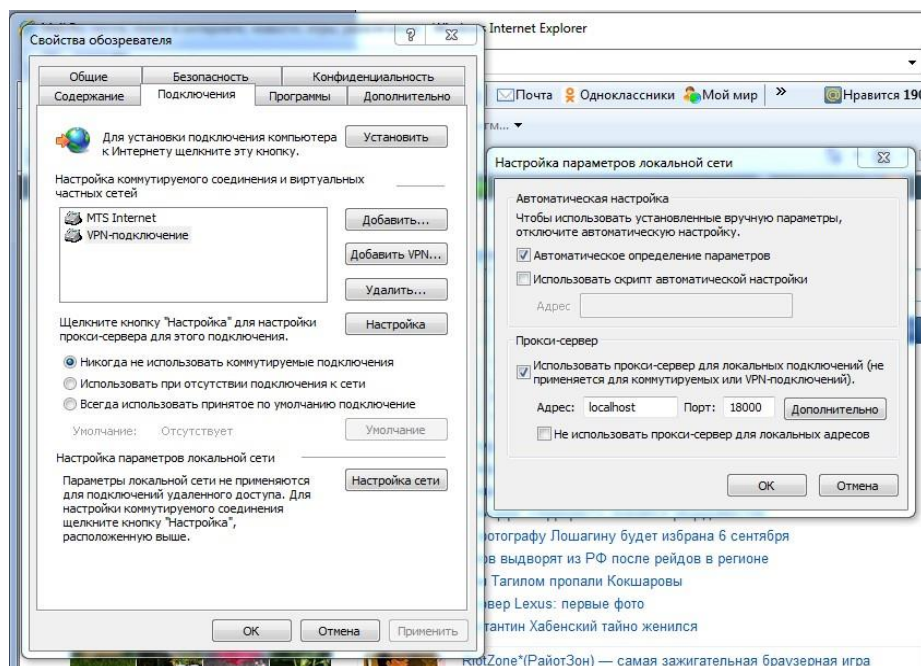 Internet Explorer
Свойства обозревателя
Общие
Безопасность
Конфиденциальность
Содержание
Подключения
Программы
Дополнительно
Для установки подключения компьютера
к Интернету щелкните эту кнопку.
Установить
Настройка коммутируемого соединения и виртуальных
частных сетей
MTS Internet
VPN-подключение
Добавить...
Добавить VPN...
Удалить...
Щелкните кнопку "Настройка" для настройки
прокси-сервера для этого подключения.
Настройка
Никогда не использовать коммутируемые подключения
Использовать при отсутствии подключения к сети
Всегда использовать принятое по умолчанию подключение
Умолчание: Отсутствует
Умолчание
Настройка параметров локальной сети
Параметры локальной сети не применяются
для подключений удаленного доступа. Для
настройки коммутируемого соединения
щелкните кнопку "Настройка",
расположенную выше.
Настройка сети
ОК
Отмена
Применить
Почта Одноклассники Мой мир » Нравится 190
Настройка параметров локальной сети
Автоматическая настройка
Чтобы использовать установленные вручную параметры,
отключите автоматическую настройку.
Автоматическое определение параметров
Использовать скрипт автоматической настройки
Адрес
Прокси-сервер
Использовать прокси-сервер для локальных подключений (не
применяется для коммутируемых или VPN-подключений).
Адрес: localhost Порт: 18000 Дополнительно
Не использовать прокси-сервер для локальных адресов
ОК
Отмена
отографу Лошагину будет избрана 6 сентября
ов выдворят из РФ после рейдов в регионе
Тагилом пропали Кокшаровы
вер Lexus: первые фото
тантин Хабенский тайно женился
RiotZone*(РайотЗон) — самая зажигательная браузерная игра